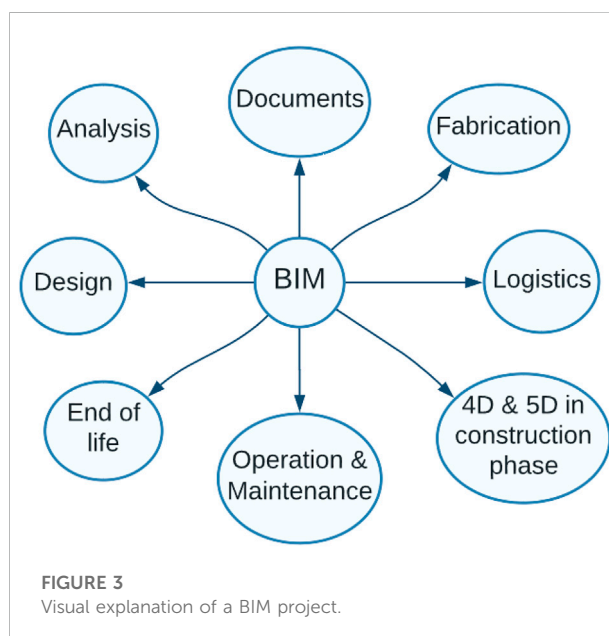 Documents
Analysis
Fabrication
BIM
Design
Logistics
End of
life
Operation &
Maintenance
4D & 5D in
construction
phase
FIGURE 3
Visual explanation of a BIM project.